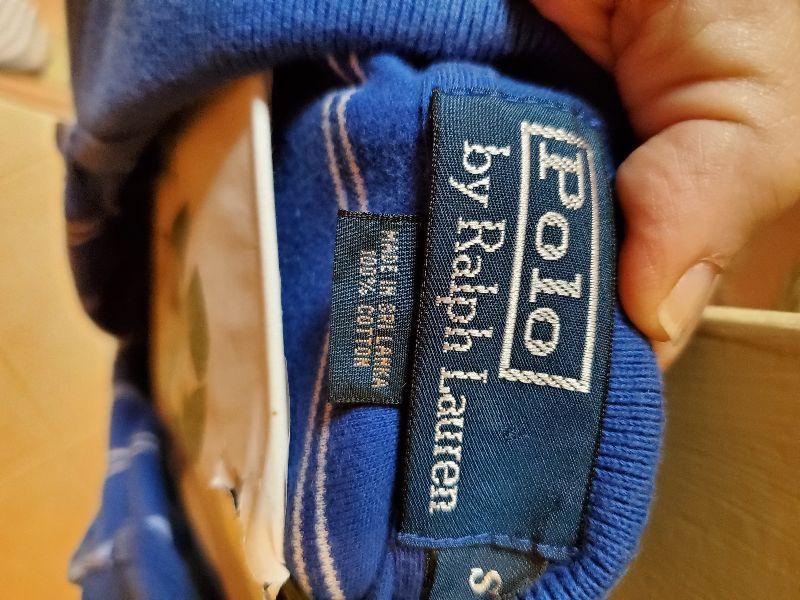 Polo
by Ralph Lauren
MADE IN SRI LANKA
100% COTTON
S